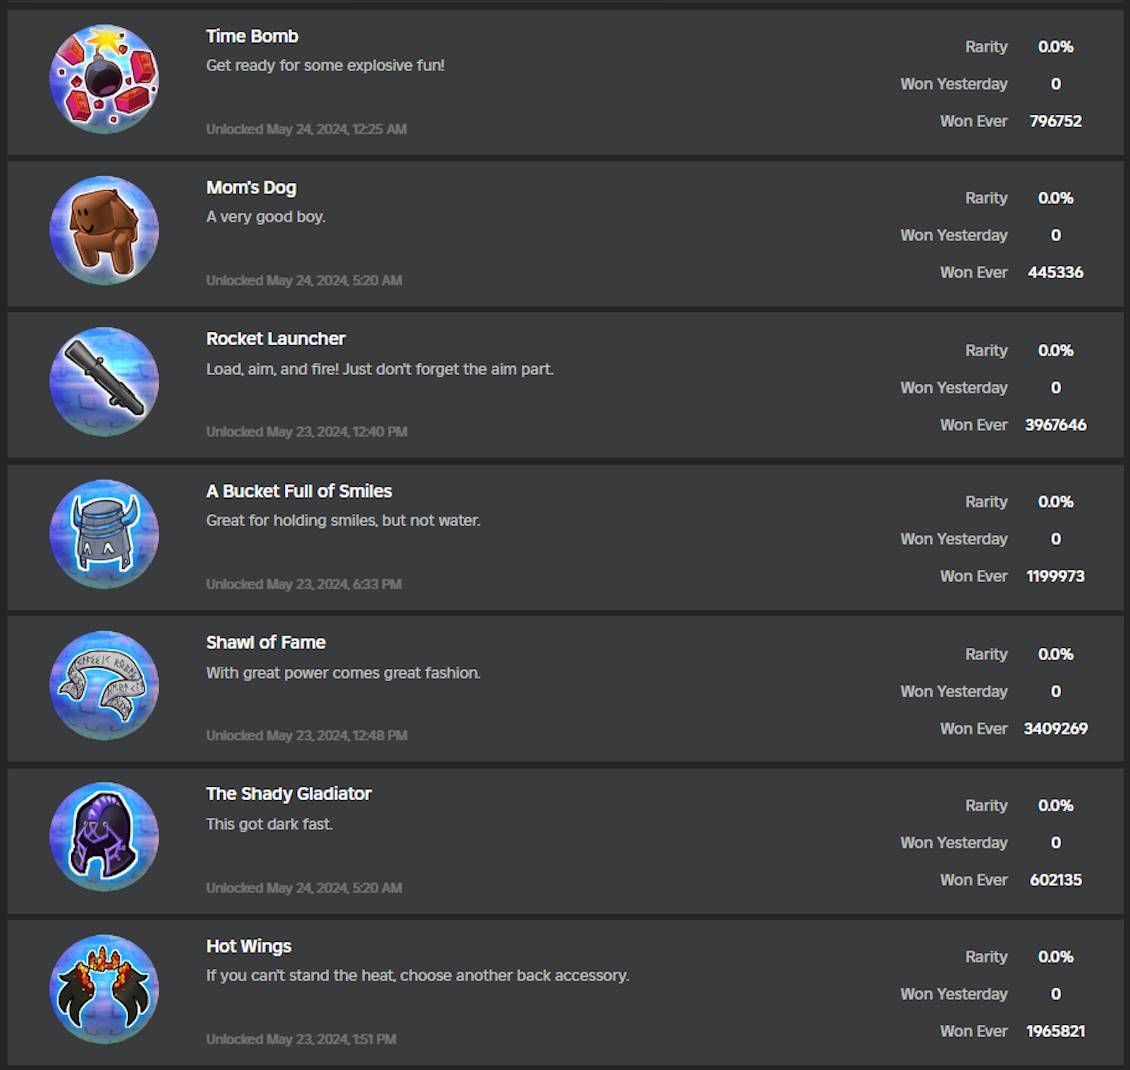 Time Bomb
Get ready for some explosive fun!
Unlocked May 24, 2024, 12:25 AM
Rarity 0.0%
Won Yesterday 0
Won Ever 796752
Mom's Dog
A very good boy.
Unlocked May 24, 2024, 5:20 AM
Rarity 0.0%
Won Yesterday 0
Won Ever 445336
Rocket Launcher
Load, aim, and fire! Just don't forget the aim part.
Unlocked May 23, 2024, 12:40 PM
Rarity 0.0%
Won Yesterday 0
Won Ever 3967646
A Bucket Full of Smiles
Great for holding smiles, but not water.
Unlocked May 23, 2024, 6:33 PM
Rarity 0.0%
Won Yesterday 0
Won Ever 1199973
Shawl of Fame
With great power comes great fashion.
Unlocked May 23, 2024, 12:48 PM
Rarity 0.0%
Won Yesterday 0
Won Ever 3409269
The Shady Gladiator
This got dark fast.
Unlocked May 24, 2024, 5:20 AM
Rarity 0.0%
Won Yesterday 0
Won Ever 602135
Hot Wings
If you can't stand the heat, choose another back accessory.
Unlocked May 23, 2024, 1:51 PM
Rarity 0.0%
Won Yesterday 0
Won Ever 1965821